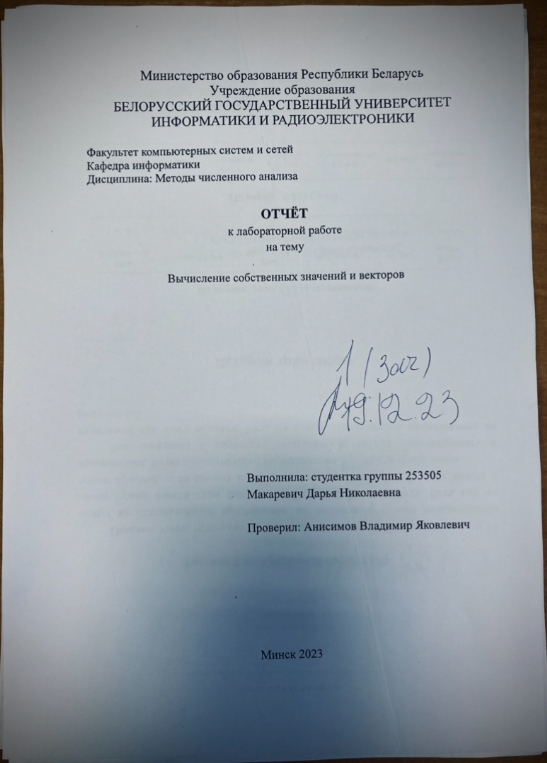 Министерство образования Республики Беларусь
Учреждение образования
БЕЛОРУССКИЙ ГОСУДАРСТВЕННЫЙ УНИВЕРСИТЕТ
ИНФОРМАТИКИ И РАДИОЭЛЕКТРОНИКИ
Факультет компьютерных систем и сетей
Кафедра информатики
Дисциплина: Методы численного анализа
ОТЧЁТ
к лабораторной работе
на тему
Вычисление собственных значений и векторов
1 (зач)
19.12.23
Выполнила: студентка группы 253505
Макаревич Дарья Николаевна
Проверил: Анисимов Владимир Яковлевич
Минск 2023